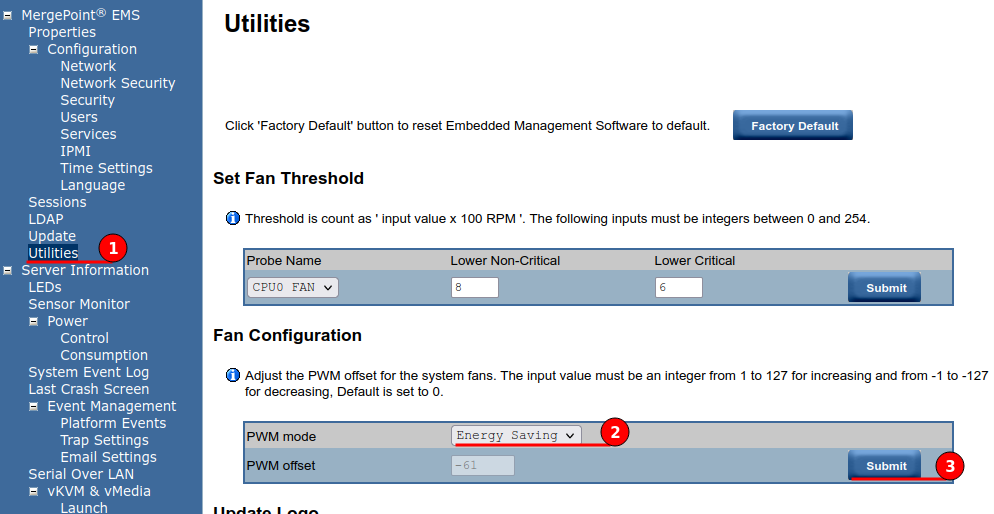 MergePoint® EMS
Properties
Configuration
Network
Network Security
Security
Users
Services
IPMI
Time Settings
Language
Sessions
LDAP
Update
Utilities
1
Server Information
LEDs
Sensor Monitor
Power
Control
Consumption
System Event Log
Last Crash Screen
Event Management
Platform Events
Trap Settings
Email Settings
Serial Over LAN
vKVM & vMedia
Launch
Utilities
Click 'Factory Default' button to reset Embedded Management Software to default.
Factory Default
Set Fan Threshold
Threshold is count as ' input value x 100 RPM '. The following inputs must be integers between 0 and 254.
Probe Name Lower Non-Critical Lower Critical
CPU0 FAN 8 6 Submit
Fan Configuration
Adjust the PWM offset for the system fans. The input value must be an integer from 1 to 127 for increasing and from -1 to -127
for decreasing, Default is set to 0.
PWM mode Energy Saving 2
PWM offset -61 Submit 3
Update Logo